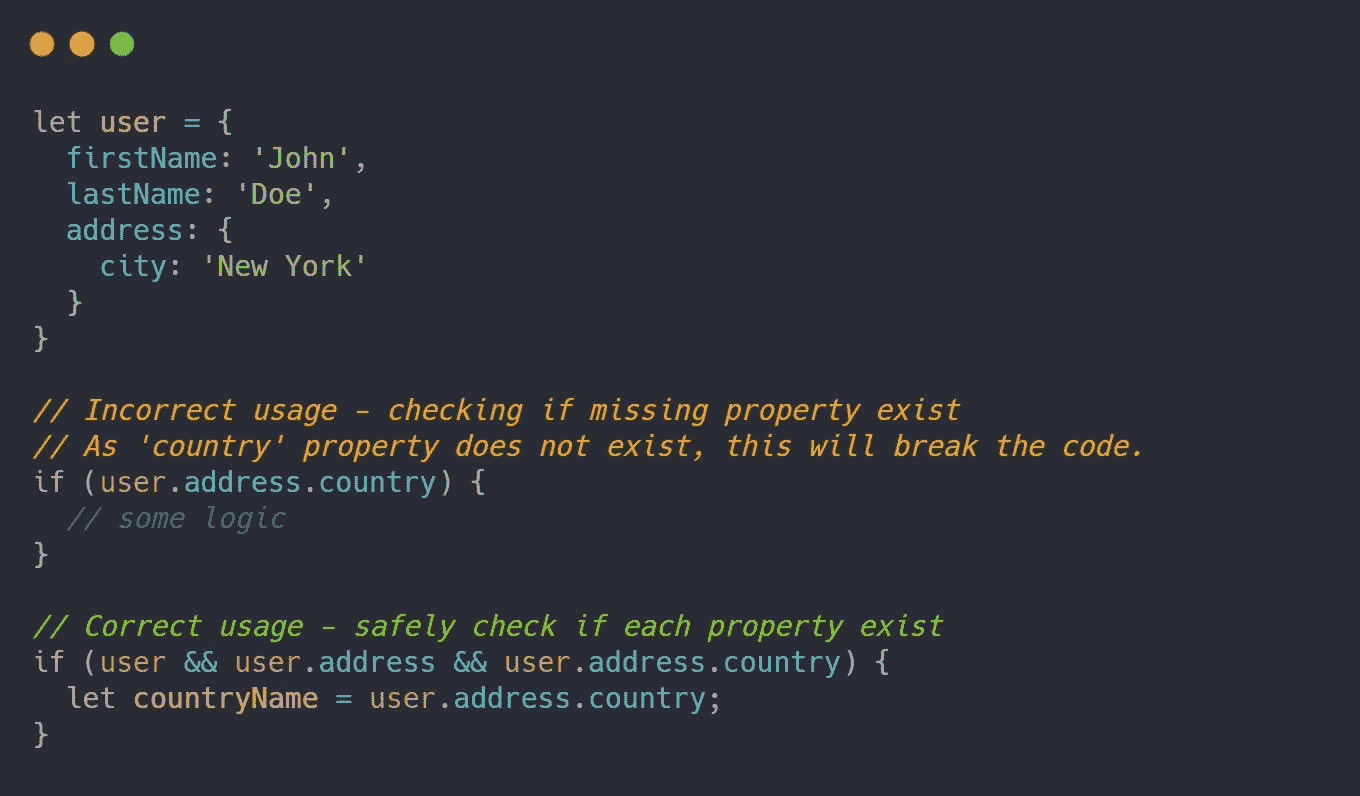 let user = {
  firstName: 'John',
  lastName: 'Doe',
  address: {
    city: 'New York'
  }
}
// Incorrect usage - checking if missing property exist
// As 'country' property does not exist, this will break the code.
if (user.address.country) {
  // some logic
}
// Correct usage - safely check if each property exist
if (user && user.address && user.address.country) {
  let countryName = user.address.country;
}